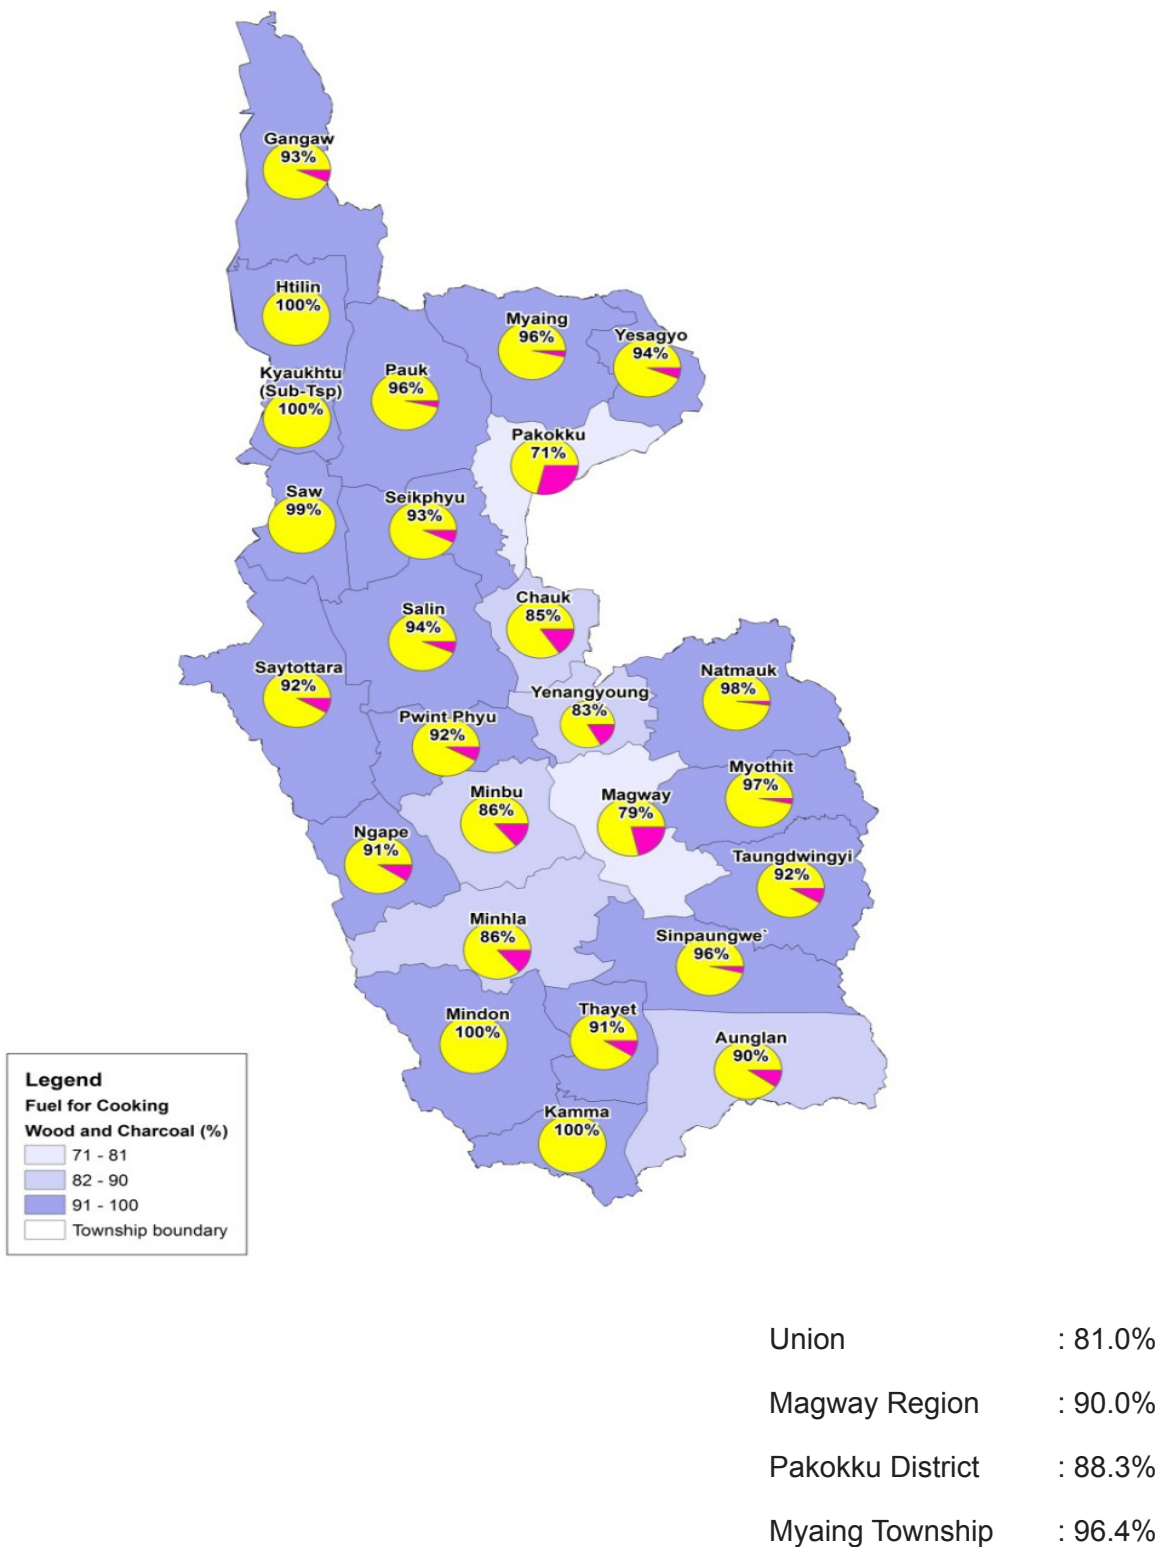 Gangaw
93%
Htilin
100%
Myaing
96%
Yesagyo
94%
Kyaukhtu
(Sub-Tsp)
100%
Pauk
96%
Pakokku
71%
Saw
99%
Seikphyu
93%
Chauk
85%
Salin
94%
Saytottara
92%
Natmauk
98%
Yenangyoung
83%
Pwint Phyu
92%
Myothit
97%
Minbu
86%
Magway
79%
Ngape
91%
Taungdwingyi
92%
Minhla
86%
Sinpaungwe`
96%
Mindon
100%
Thayet
91%
Aunglan
90%
Kamma
100%
Legend
Fuel for Cooking
Wood and Charcoal (%)
71 - 81
82 - 90
91 - 100
Township boundary
Union : 81.0%
Magway Region : 90.0%
Pakokku District : 88.3%
Myaing Township : 96.4%